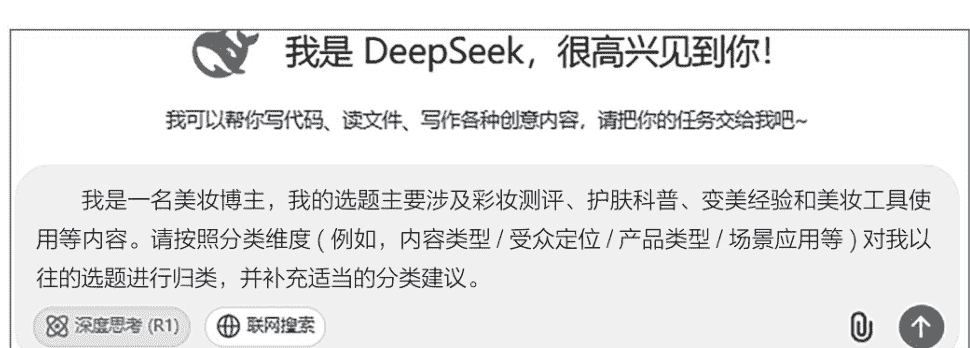 我是 DeepSeek，很高兴见到你！
我可以帮你写代码、读文件、写作各种创意内容，请把你的任务交给我吧~
我是一名美妆博主，我的选题主要涉及彩妆测评、护肤科普、变美经验和美妆工具使
用等内容。请按照分类维度 ( 例如，内容类型 / 受众定位 / 产品类型 / 场景应用等 ) 对我以
往的选题进行归类，并补充适当的分类建议。
深度思考 (R1) 联网搜索